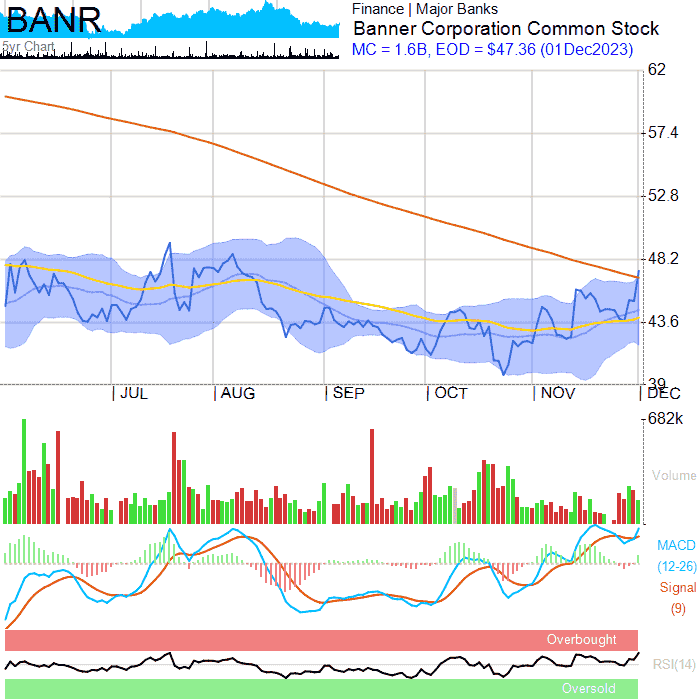 BANR
5yr Chart
Finance | Major Banks
Banner Corporation Common Stock
MC = 1.6B, EOD = $47.36 (01Dec2023)
62
57.4
52.8
48.2
43.6
39
| JUL | AUG | SEP | OCT | NOV | DEC
682k
Volume
MACD
(12-26)
Signal
(9)
Overbought
RSI(14)
Oversold